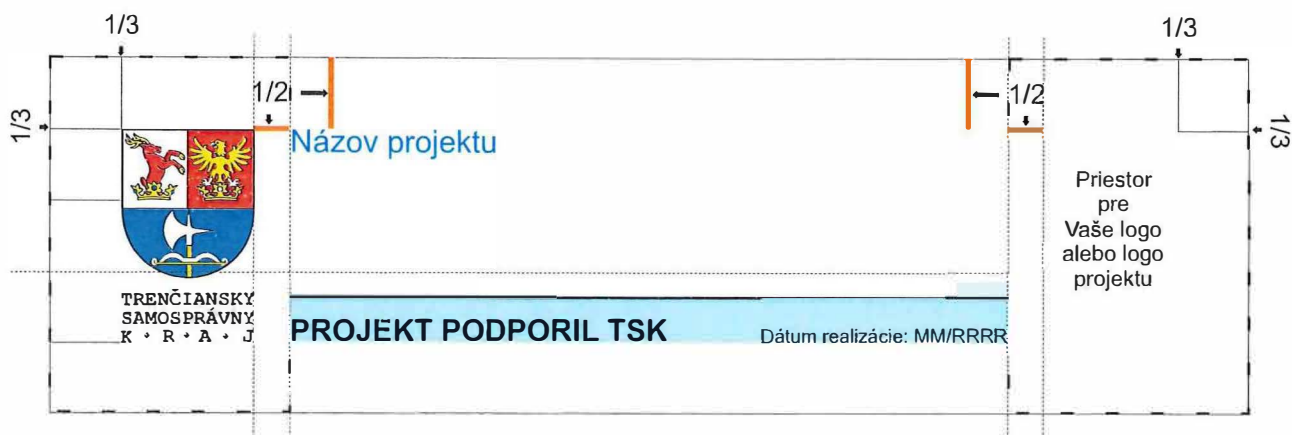 1/3
1/3
1/2
1/2
1/3
1/3
Názov projektu
Priestor
pre
Vaše logo
alebo logo
projektu
TRENČIANSKY
SAMOSPRÁVNY
K · R · A · J
PROJEKT PODPORIL TSK
Dátum realizácie: MM/RRRR